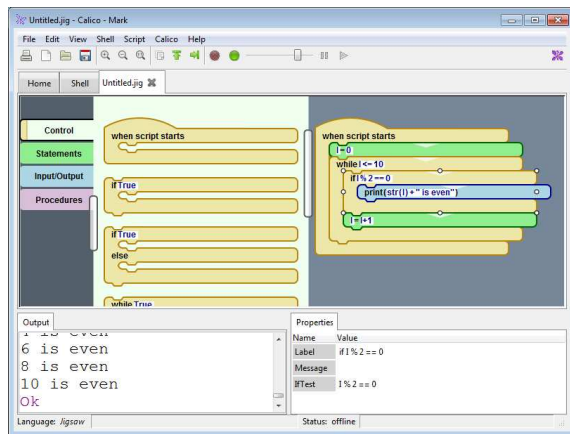 Untitled.jig - Calico - Mark
File Edit View Shell Script Calico Help
Home Shell Untitled.jig
Control
Statements
Input/Output
Procedures
when script starts
if True
if True
else
while True
when script starts
I = 0
while I <= 10
if I % 2 == 0
print(str(I) + " is even")
I = I+1
Output
is even
6 is even
8 is even
10 is even
Ok
Properties
Name Value
Label if I % 2 == 0
Message
IfTest I % 2 == 0
Language: Jigsaw
Status: offline